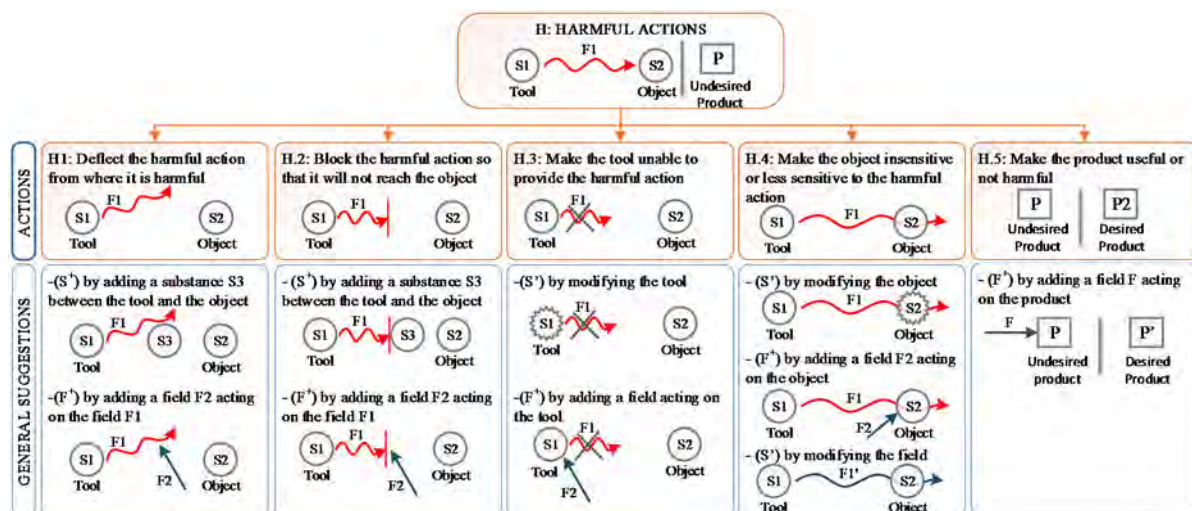 H: HARMFUL ACTIONS
F1
S1
S2
P
Tool
Object
Undesired
Product
ACTIONS
H1: Deflect the harmful action
from where it is harmful
F1
S1
S2
Tool
Object
H.2: Block the harmful action so
that it will not reach the object
F1
S1
S2
Tool
Object
H.3: Make the tool unable to
provide the harmful action
F1
S1
S2
Tool
Object
H.4: Make the object insensitive
or less sensitive to the harmful
action
F1
S1
S2
Tool
Object
H.5: Make the product useful or
not harmful
P
P2
Undesired
Product
Desired
Product
GENERAL SUGGESTIONS
-(S⁺) by adding a substance S3
between the tool and the object
F1
S1
S3
S2
Tool
Object
-(F⁺) by adding a field F2 acting
on the field F1
F1
S1
S2
Tool
Object
F2
- (S⁺) by adding a substance S3
between the tool and the object
F1
S1
S3
S2
Tool
Object
- (F⁺) by adding a field F2 acting
on the field F1
F1
S1
S2
Tool
Object
F2
-(S’) by modifying the tool
F1
S1
S2
Tool
Object
-(F⁺) by adding a field acting on
the tool
F1
S1
S2
Tool
Object
F2
- (S’) by modifying the object
F1
S1
S2
Tool
Object
- (F⁺) by adding a field F2 acting
on the object
F1
S1
S2
Tool
F2
Object
- (S’) by modifying the field
S1
F1'
S2
Tool
Object
- (F⁺) by adding a field F acting
on the product
F
P
P'
Undesired
product
Desired
Product